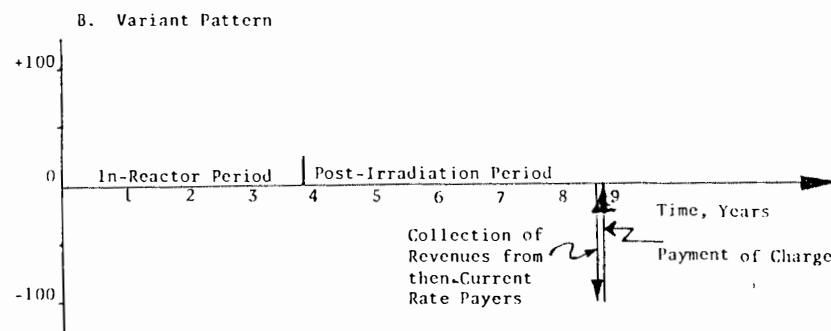 B. Variant Pattern
+100
In-Reactor Period
Post-Irradiation Period
0
1 2 3 4 5 6 7 8 9
Time, Years
Collection of
Revenues from
then-Current
Rate Payers
Payment of Charge
-100